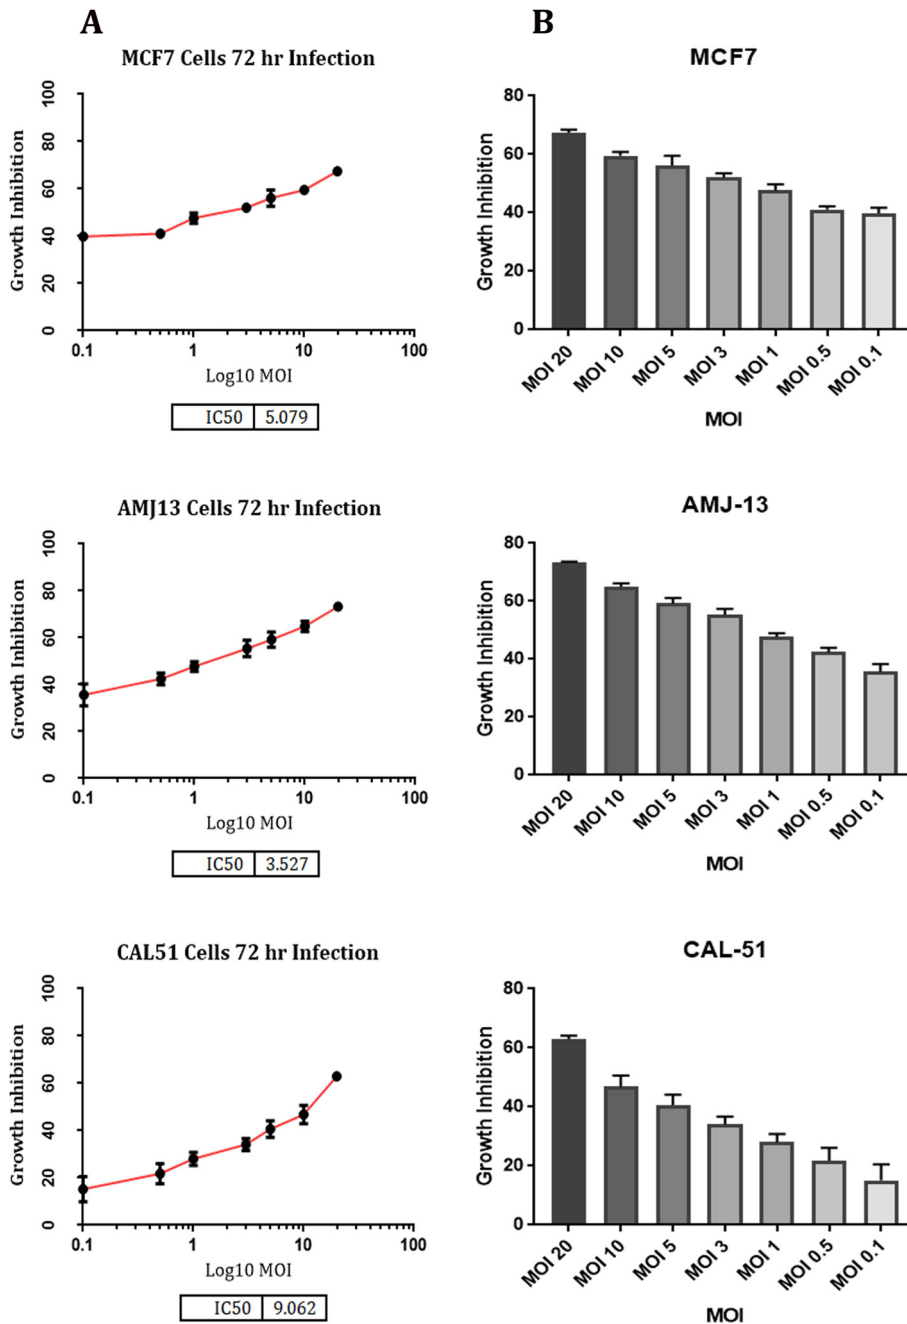 A
B
MCF7 Cells 72 hr Infection
Growth Inhibition
100
80
60
40
20
0
0.1 1 10 100
Log10 MOI
IC50 5.079
MCF7
Growth Inhibition
80
60
40
20
0
MOI 20 MOI 10 MOI 5 MOI 3 MOI 1 MOI 0.5 MOI 0.1
MOI
AMJ13 Cells 72 hr Infection
Growth Inhibition
100
80
60
40
20
0
0.1 1 10 100
Log10 MOI
IC50 3.527
AMJ-13
Growth Inhibition
80
60
40
20
0
MOI 20 MOI 10 MOI 5 MOI 3 MOI 1 MOI 0.5 MOI 0.1
MOI
CAL51 Cells 72 hr Infection
Growth Inhibition
100
80
60
40
20
0
0.1 1 10 100
Log10 MOI
IC50 9.062
CAL-51
Growth Inhibition
80
60
40
20
0
MOI 20 MOI 10 MOI 5 MOI 3 MOI 1 MOI 0.5 MOI 0.1
MOI